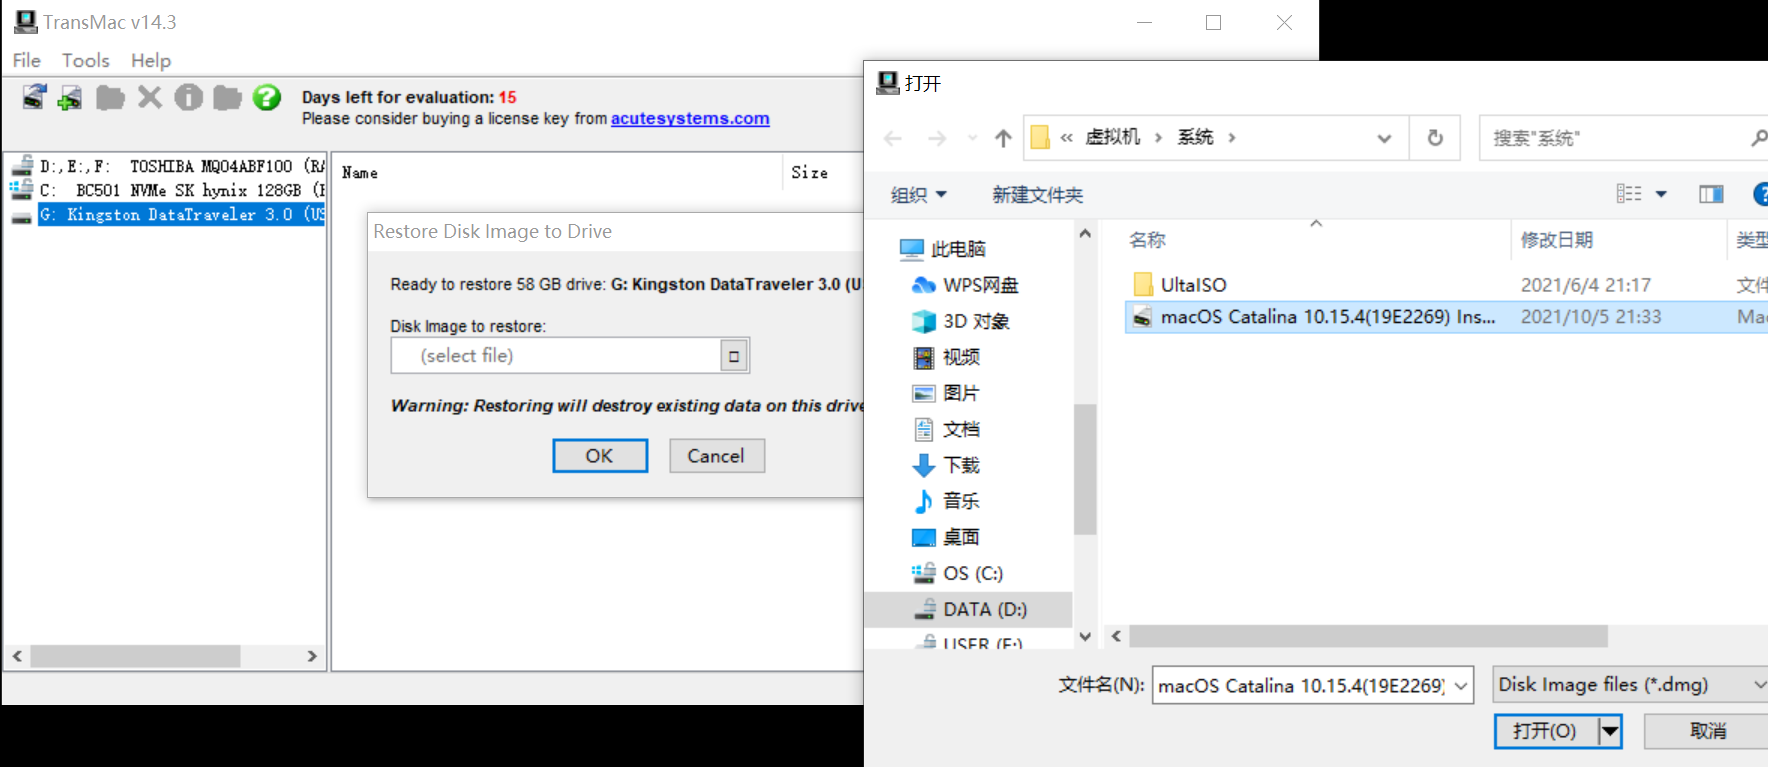 TransMac v14.3
File Tools Help
Days left for evaluation: 15
Please consider buying a license key from acutesystems.com
D:,E:,F: TOSHIBA MQ04ABF100 (RA
C: BC501 NVMe SK hynix 128GB (
G: Kingston DataTraveler 3.0 (US
Name Size
Restore Disk Image to Drive
Ready to restore 58 GB drive: G: Kingston DataTraveler 3.0 (U
Disk Image to restore:
(select file)
Warning: Restoring will destroy existing data on this drive
OK Cancel
打开
« 虚拟机 › 系统 ›
搜索"系统"
组织 新建文件夹
此电脑
WPS网盘
3D 对象
视频
图片
文档
下载
音乐
桌面
OS (C:)
DATA (D:)
USER (E:)
名称 修改日期 类型
UltaISO 2021/6/4 21:17 文件
macOS Catalina 10.15.4(19E2269) Ins... 2021/10/5 21:33 Mac
文件名(N): macOS Catalina 10.15.4(19E2269) Disk Image files (*.dmg)
打开(O) 取消